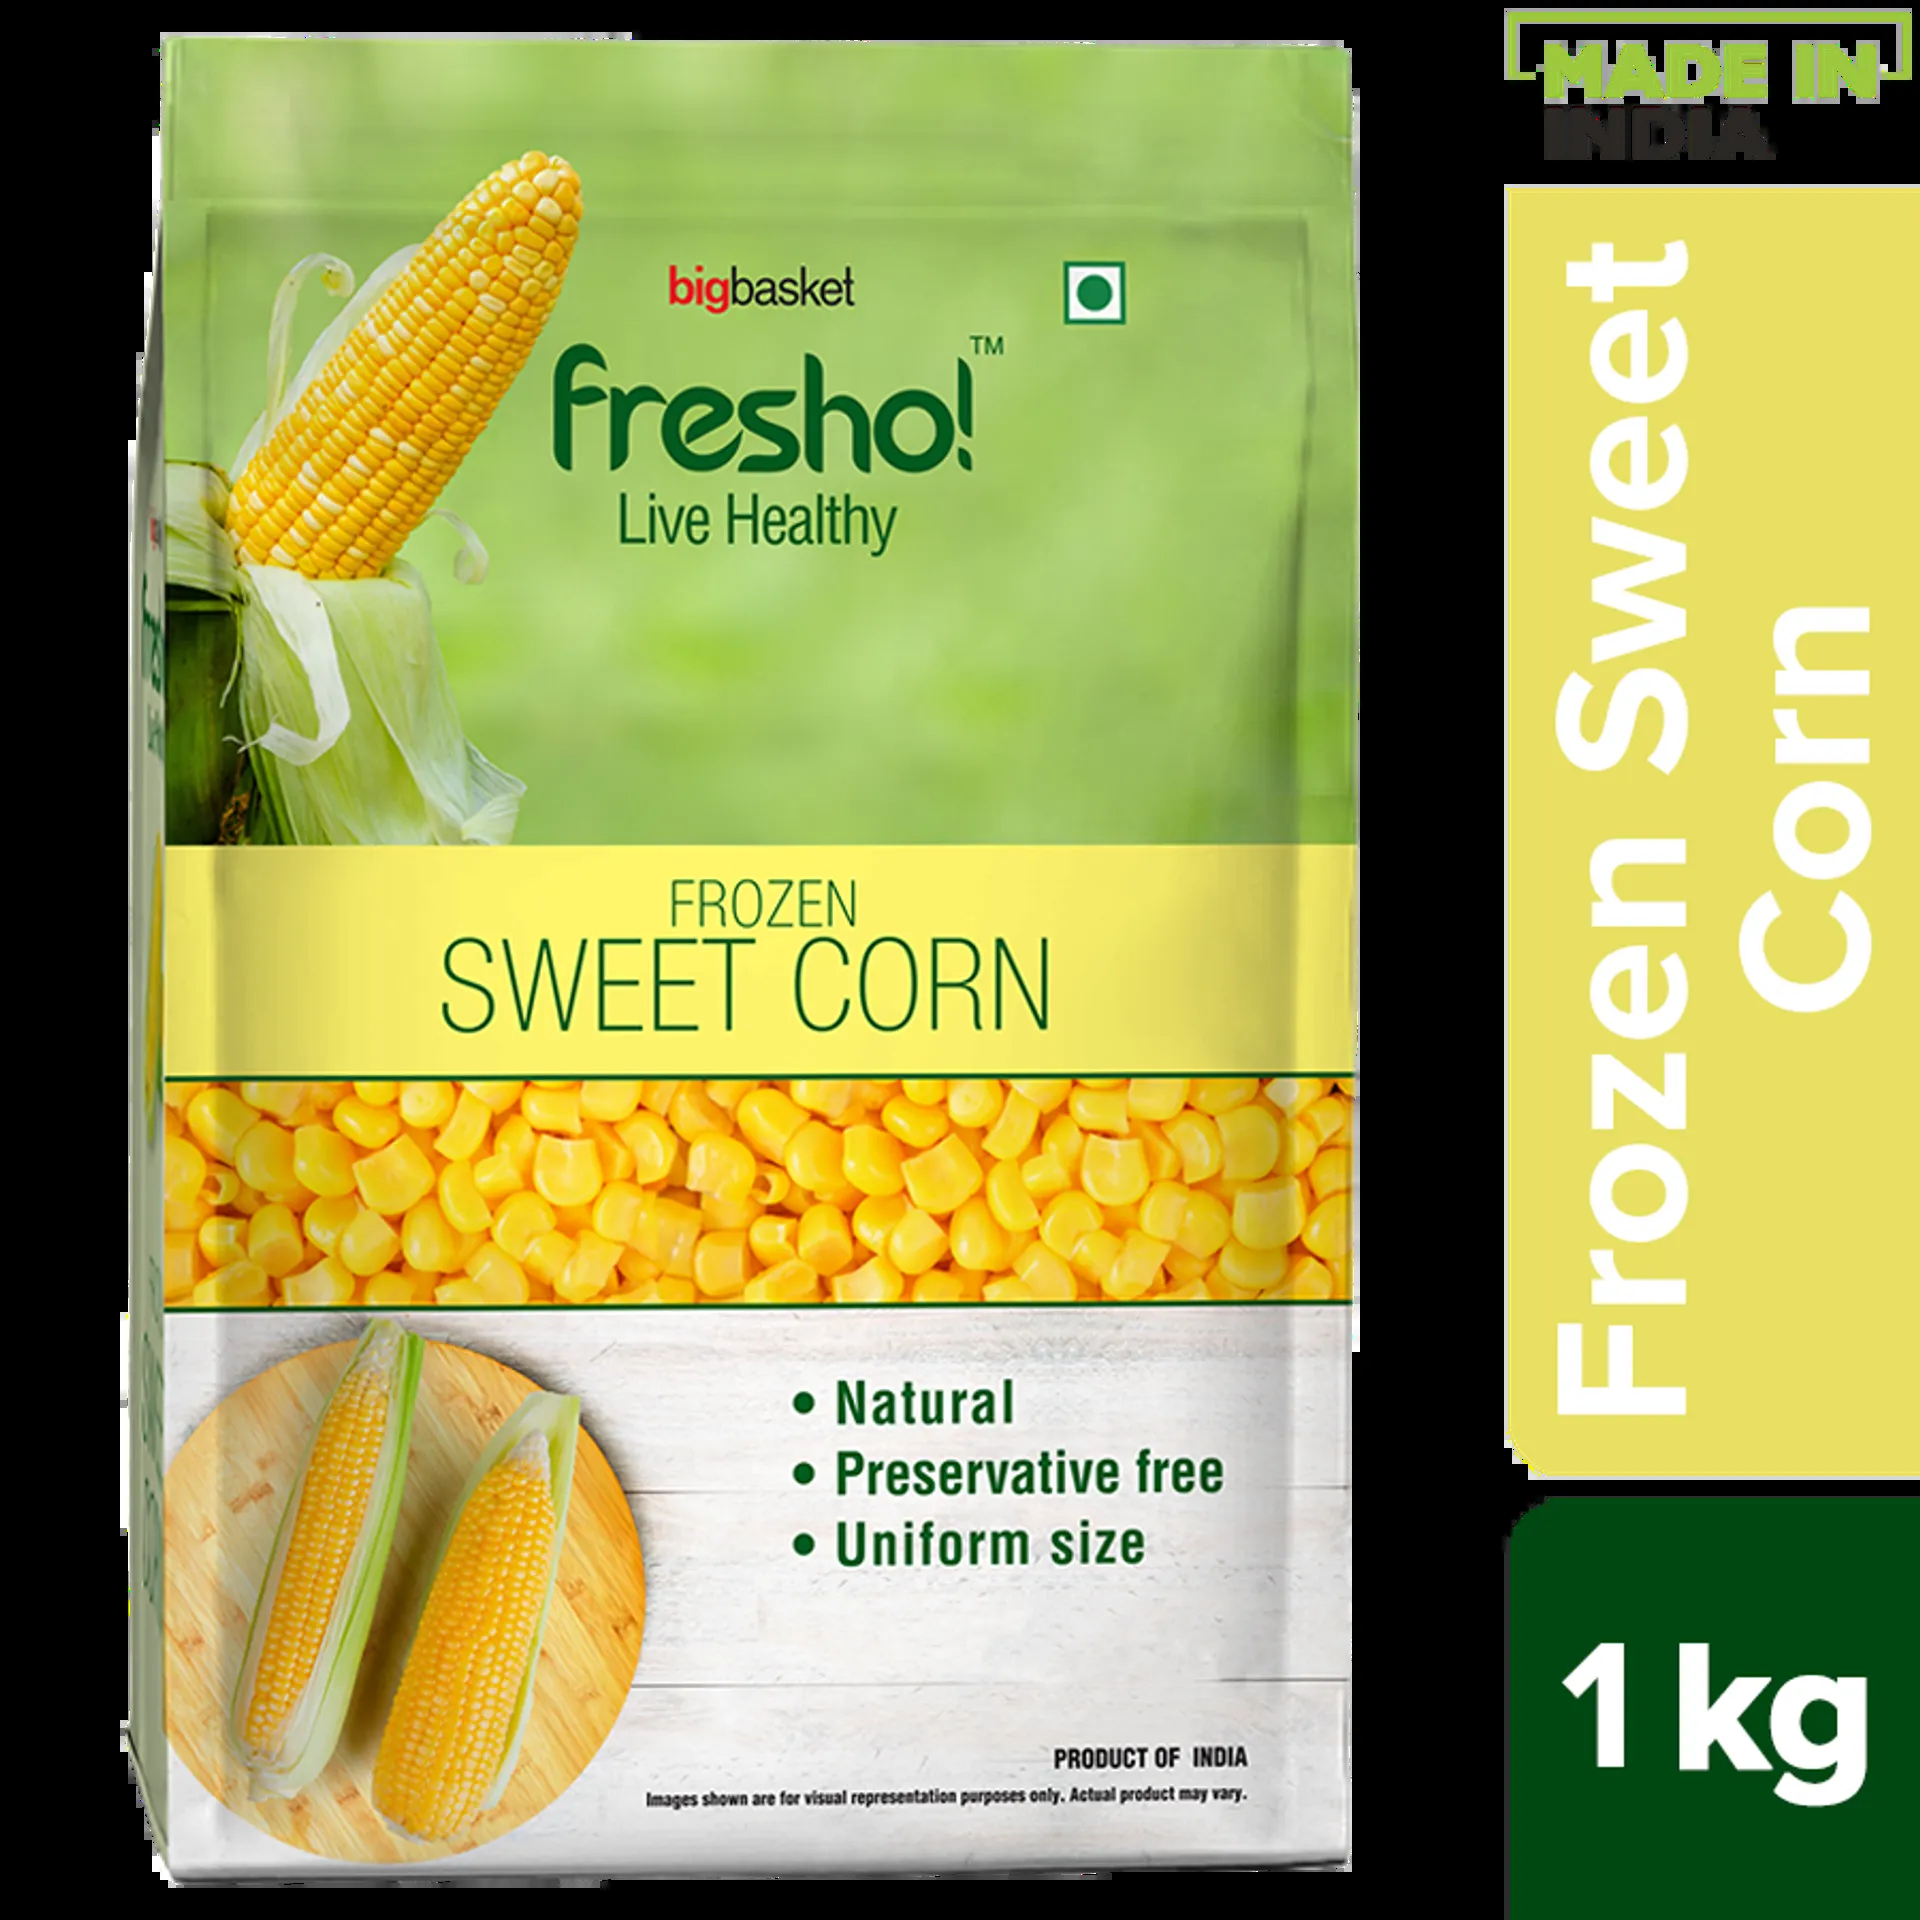 MADE IN
INDIA
bigbasket
fresho!™
Live Healthy
FROZEN
SWEET CORN
• Natural
• Preservative free
• Uniform size
PRODUCT OF INDIA
Images shown are for visual representation purposes only. Actual product may vary.
Frozen Sweet
Corn
1 kg